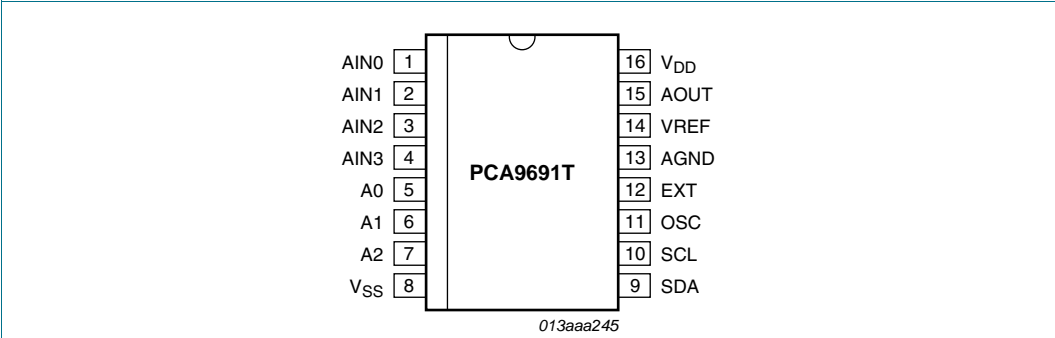 AIN0 1 16 VDD
AIN1 2 15 AOUT
AIN2 3 14 VREF
AIN3 4 13 AGND
PCA9691T
A0 5 12 EXT
A1 6 11 OSC
A2 7 10 SCL
VSS 8 9 SDA
013aaa245